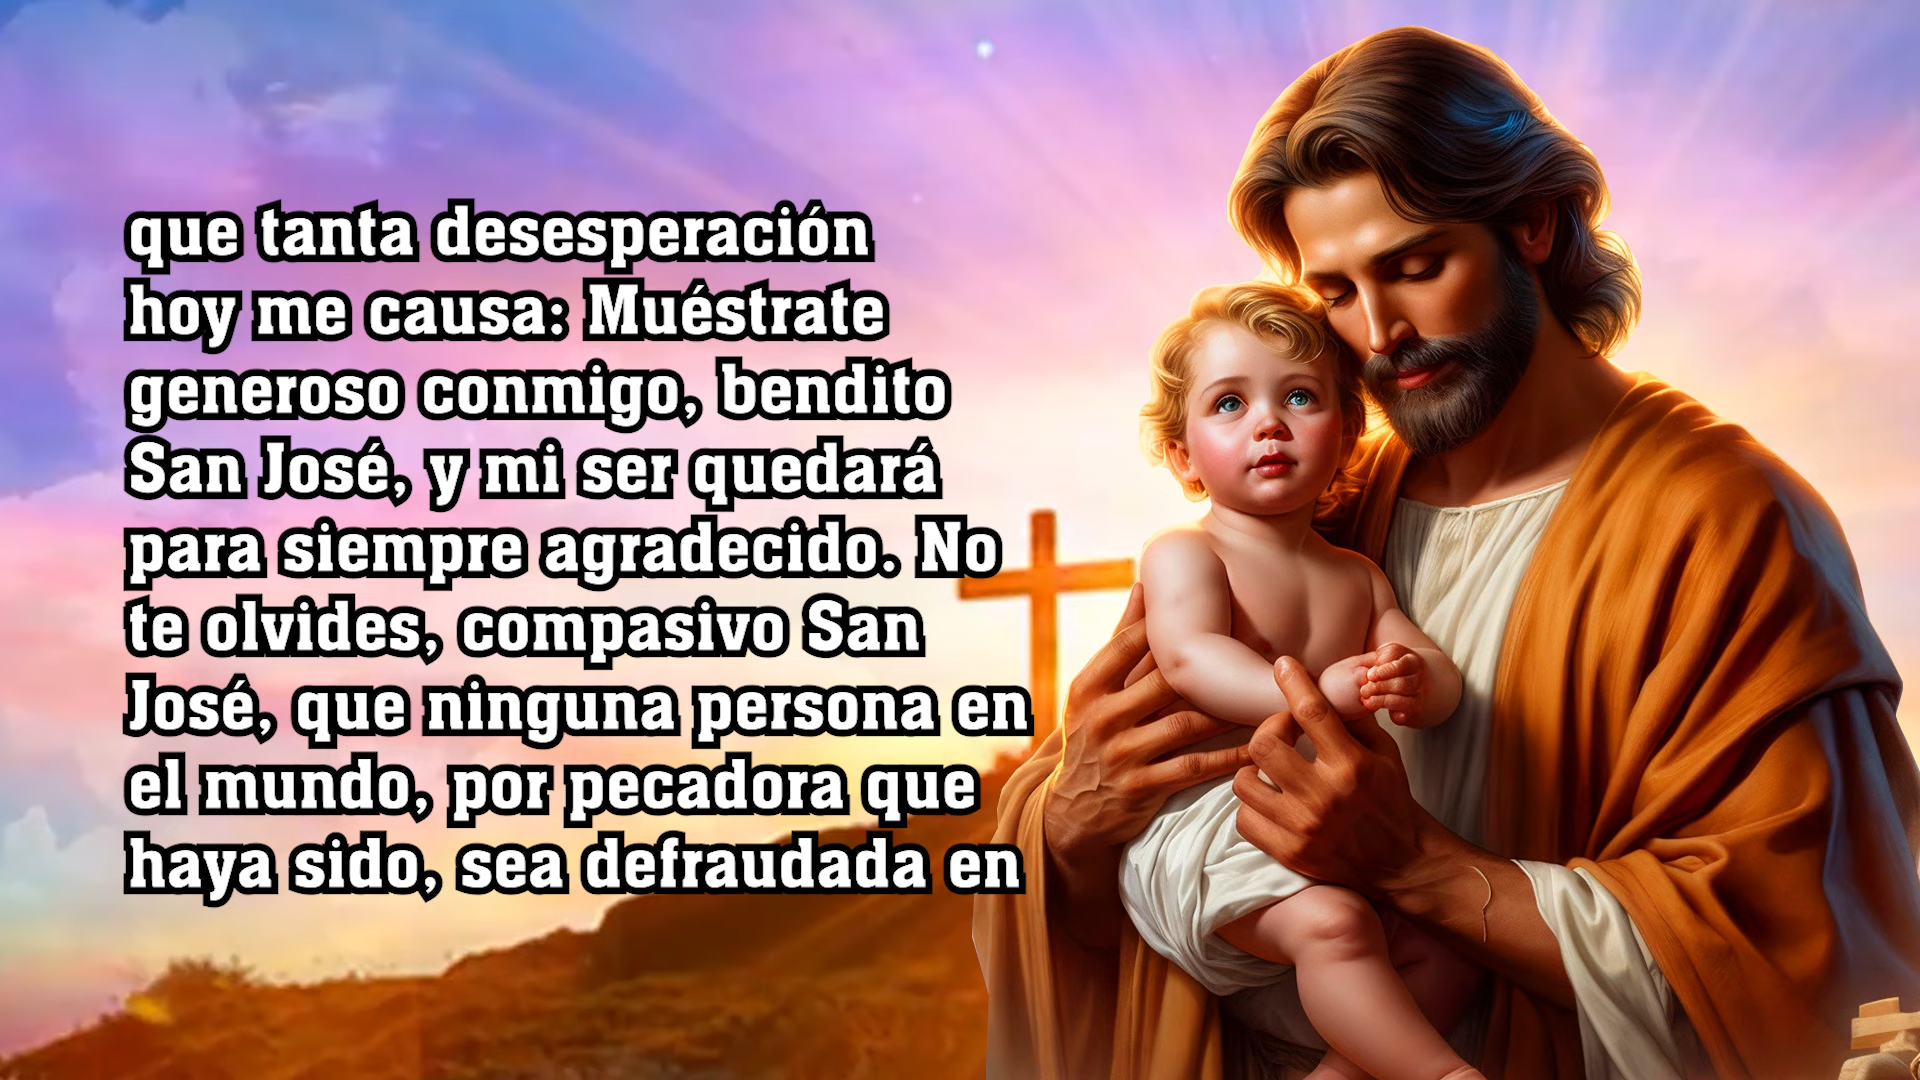 que tanta desesperación
hoy me causa: Muéstrate
generoso conmigo, bendito
San José, y mi ser quedará
para siempre agradecido. No
te olvides, compasivo San
José, que ninguna persona en
el mundo, por pecadora que
haya sido, sea defraudada en